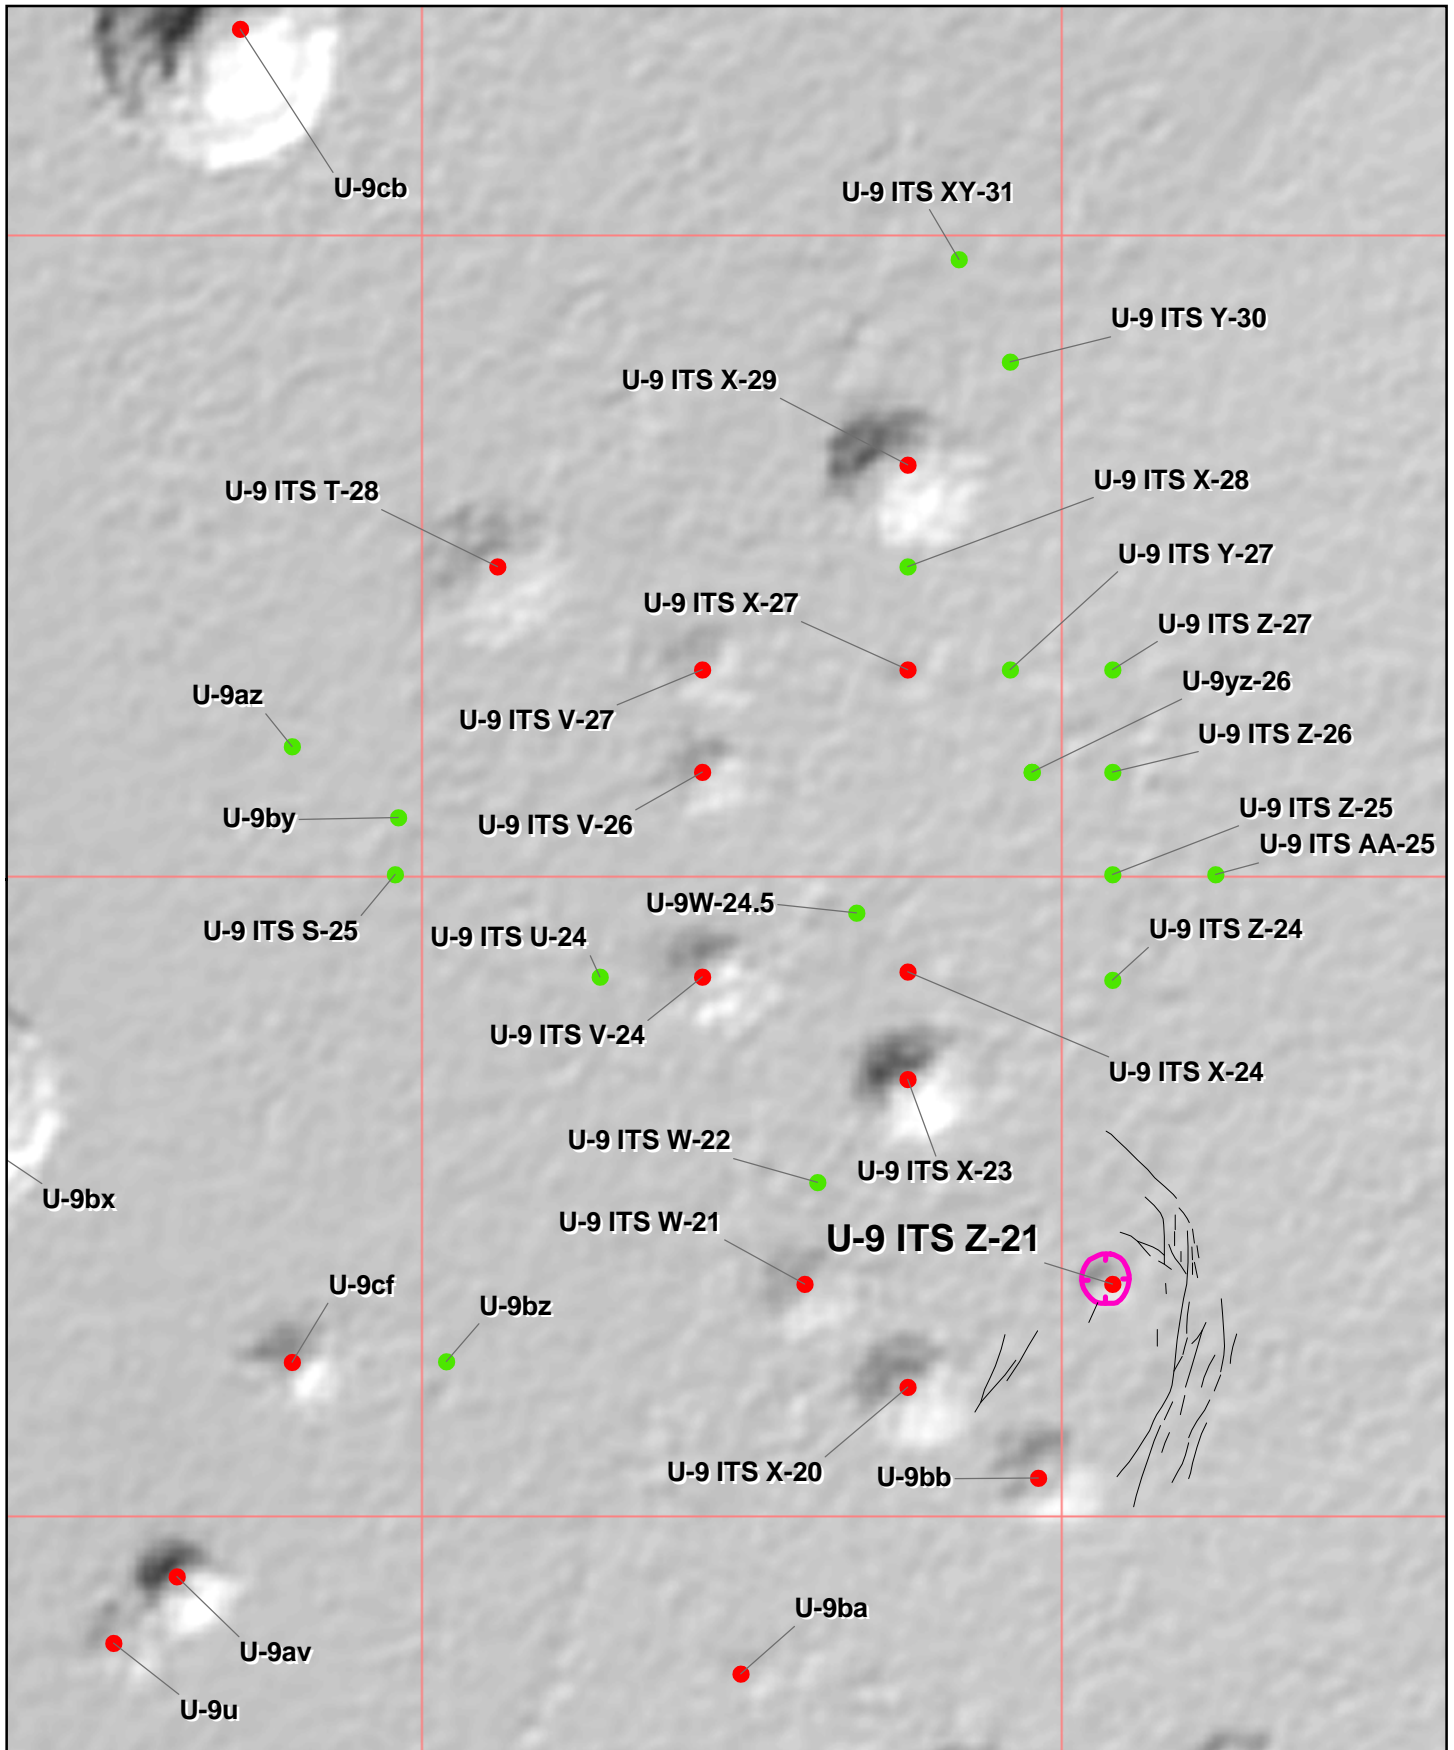 U-9cb
U-9 ITS XY-31
U-9 ITS Y-30
U-9 ITS X-29
U-9 ITS X-28
U-9 ITS T-28
U-9 ITS Y-27
U-9 ITS X-27
U-9 ITS Z-27
U-9yz-26
U-9az
U-9 ITS V-27
U-9 ITS Z-26
U-9 ITS Z-25
U-9by
U-9 ITS V-26
U-9 ITS AA-25
U-9W-24.5
U-9 ITS S-25
U-9 ITS U-24
U-9 ITS Z-24
U-9 ITS V-24
U-9 ITS X-24
U-9 ITS W-22
U-9 ITS X-23
U-9bx
U-9 ITS W-21
U-9 ITS Z-21
U-9cf
U-9bz
U-9 ITS X-20
U-9bb
U-9ba
U-9av
U-9u